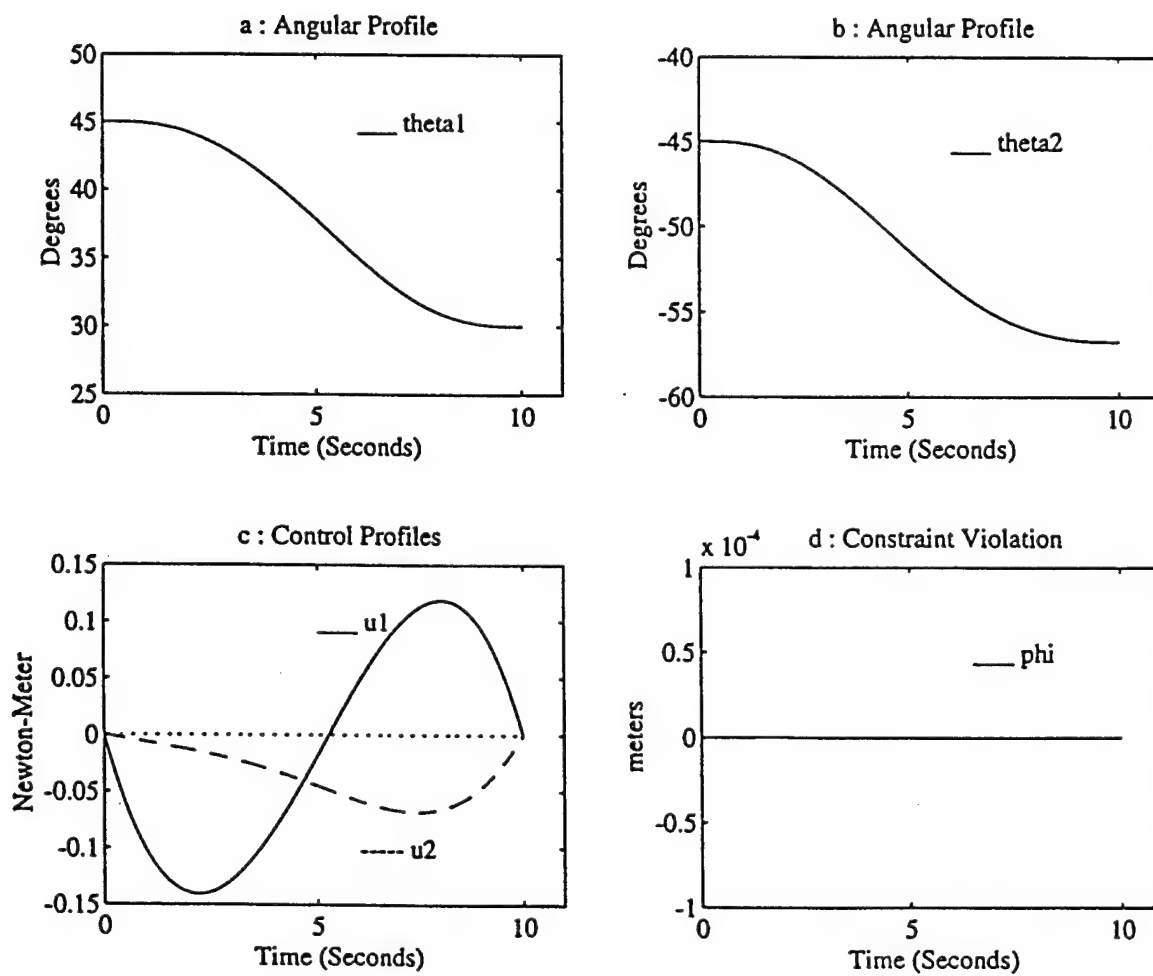 a : Angular Profile
50
45
40
35
30
25
0
5
10
Degrees
Time (Seconds)
theta1
b : Angular Profile
-40
-45
-50
-55
-60
0
5
10
Degrees
Time (Seconds)
theta2
c : Control Profiles
0.15
0.1
0.05
0
-0.05
-0.1
-0.15
0
5
10
Newton-Meter
Time (Seconds)
u1
u2
x 10-4
d : Constraint Violation
1
0.5
0
-0.5
-1
0
5
10
meters
Time (Seconds)
phi